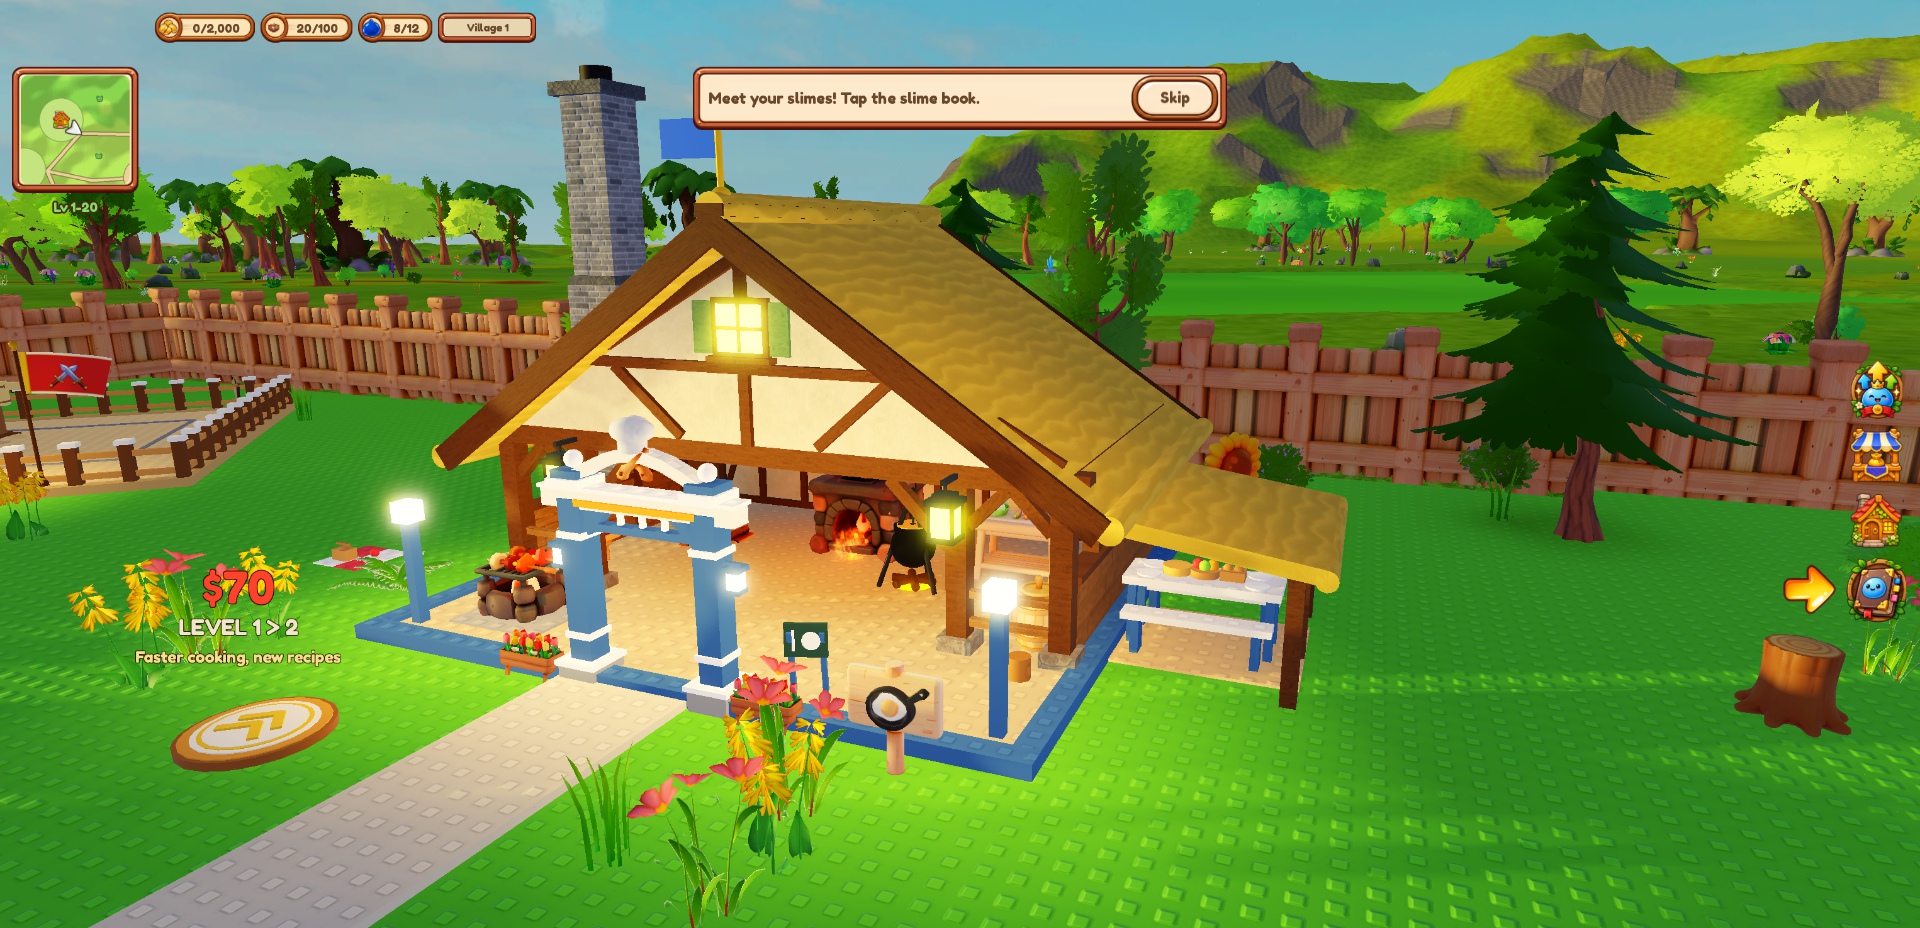 0/2,000
20/100
8/12
Village 1
Meet your slimes! Tap the slime book.
Skip
Lv 1-20
$70
LEVEL 1 > 2
Faster cooking, new recipes